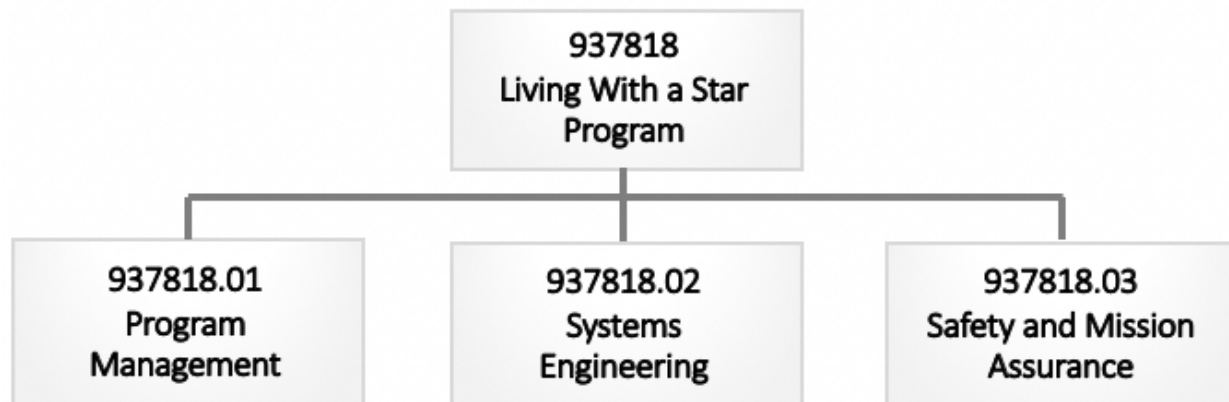 937818
Living With a Star
Program
937818.01
Program
Management
937818.02
Systems
Engineering
937818.03
Safety and Mission
Assurance